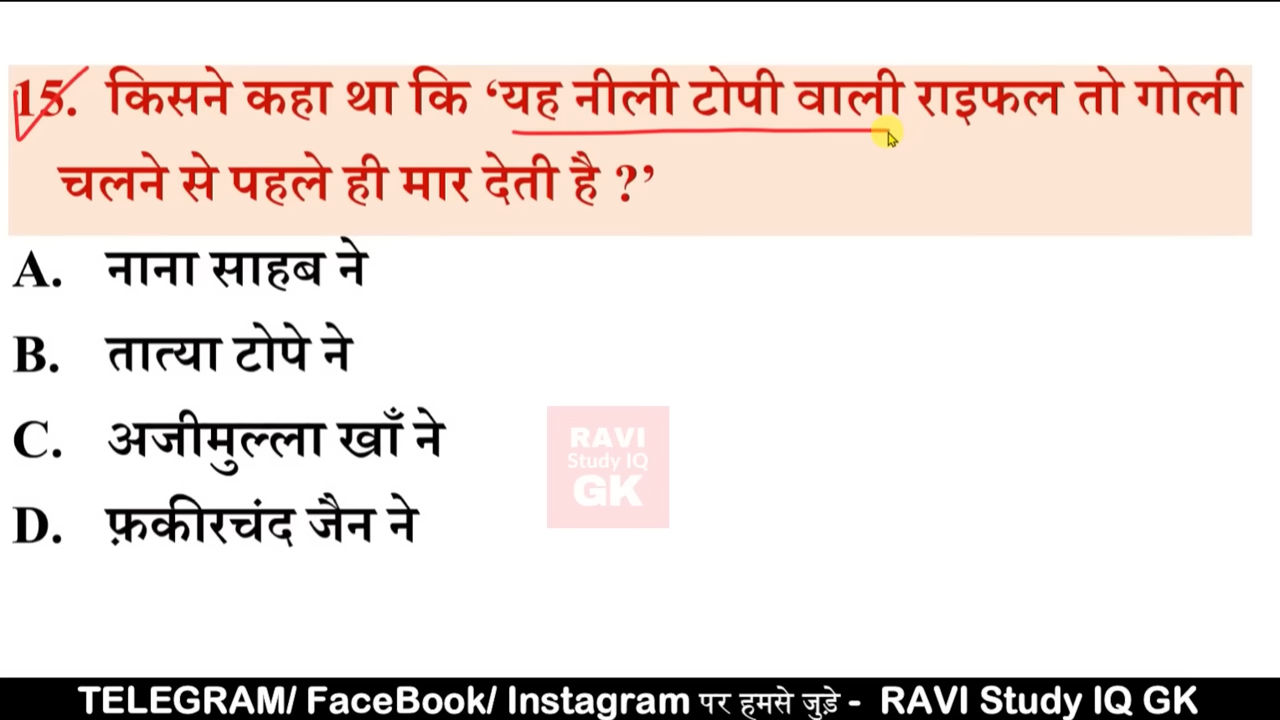 15. किसने कहा था कि ‘यह नीली टोपी वाली राइफल तो गोली
चलने से पहले ही मार देती है ?’
A. नाना साहब ने
B. तात्या टोपे ने
C. अजीमुल्ला खाँ ने
D. फ़कीरचंद जैन ने
RAVI
Study IQ
GK
TELEGRAM/ FaceBook/ Instagram पर हमसे जुड़े - RAVI Study IQ GK